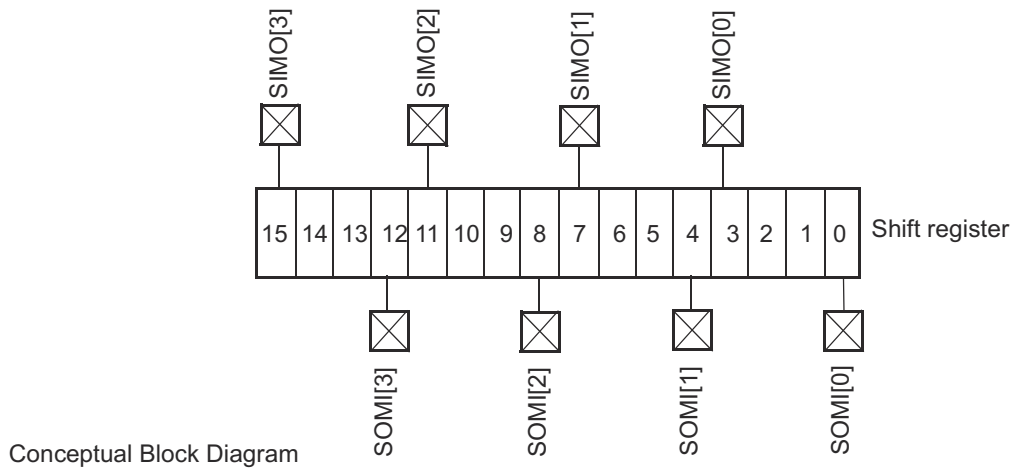 SIMO[3]
SIMO[2]
SIMO[1]
SIMO[0]
15 14 13 12 11 10 9 8 7 6 5 4 3 2 1 0
Shift register
SOMI[3]
SOMI[2]
SOMI[1]
SOMI[0]
Conceptual Block Diagram